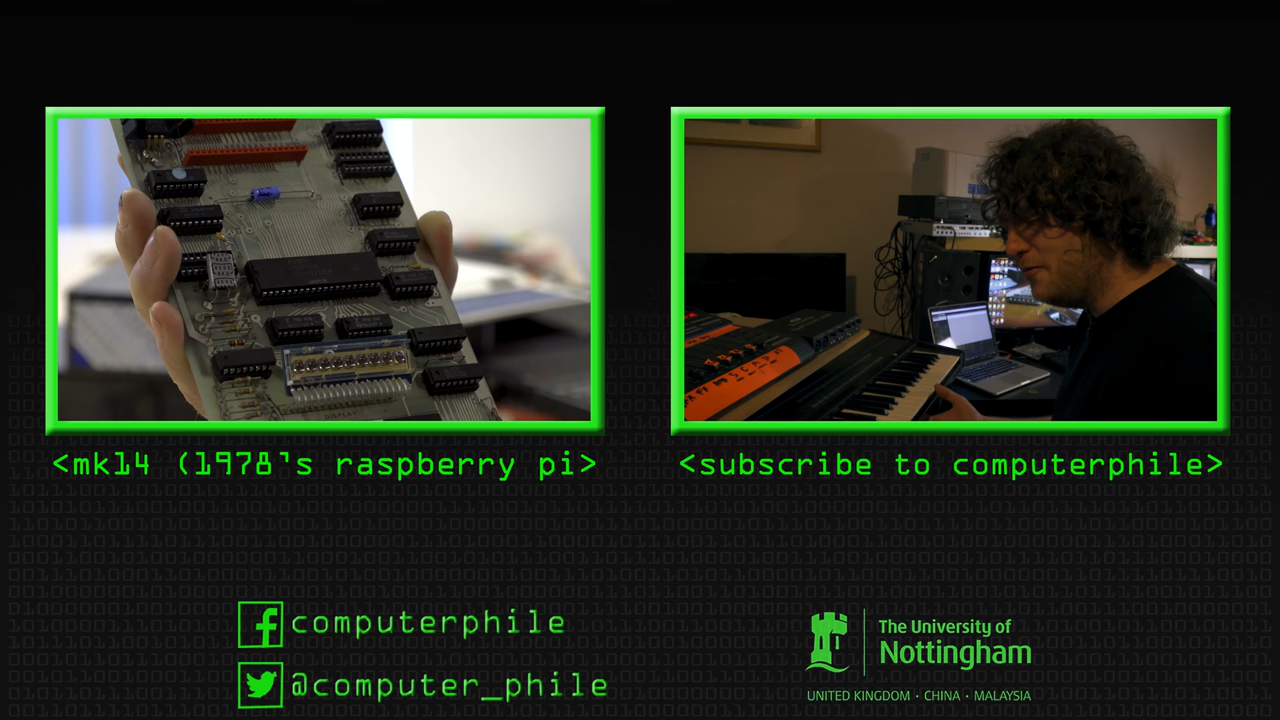 <mk14 (1978's raspberry pi>
<subscribe to computerphile>
computerphile
@computer_phile
The University of
Nottingham
UNITED KINGDOM · CHINA · MALAYSIA